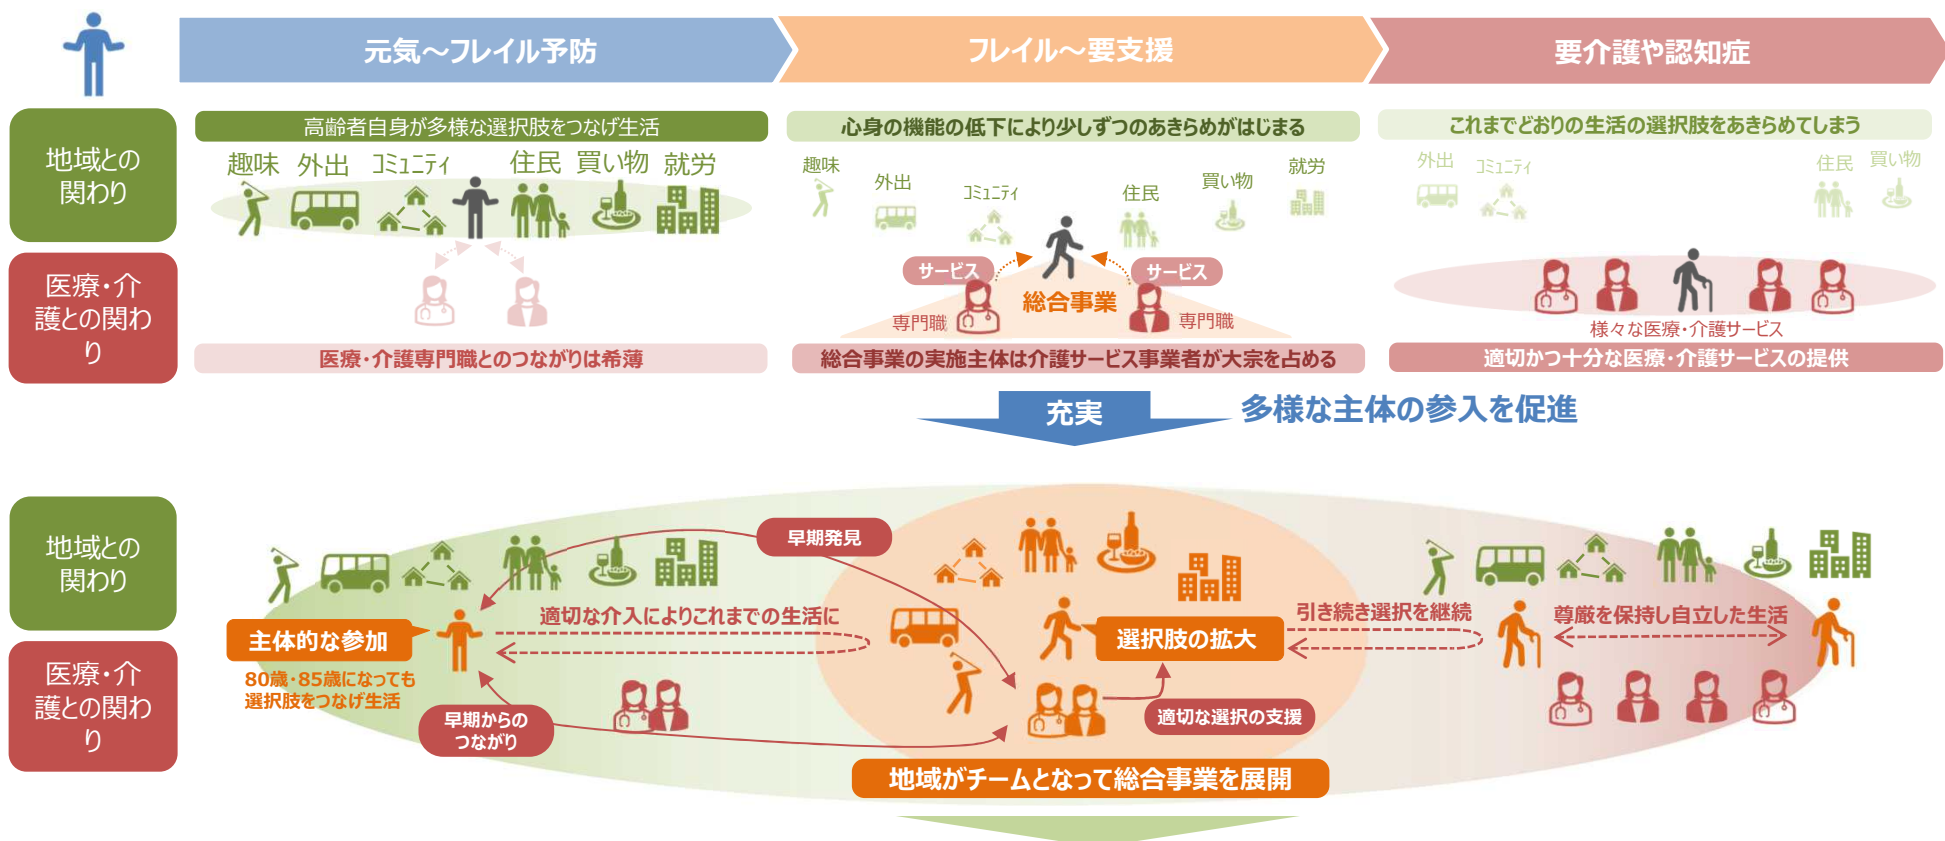 元気~フレイル予防
フレイル~要支援
要介護や認知症
地域との
関わり
高齢者自身が多様な選択肢をつなげ生活
趣味 外出 コミュニティ 住民 買い物 就労
心身の機能の低下により少しずつのあきらめがはじまる
趣味
外出
コミュニティ
住民
買い物
就労
これまでどおりの生活の選択肢をあきらめてしまう
外出
コミュニティ
住民
買い物
医療・介
護との関わ
り
医療・介護専門職とのつながりは希薄
サービス
サービス
総合事業
専門職
専門職
総合事業の実施主体は介護サービス事業者が大宗を占める
様々な医療・介護サービス
適切かつ十分な医療・介護サービスの提供
充実
多様な主体の参入を促進
地域との
関わり
医療・介
護との関わ
り
早期発見
適切な介入によりこれまでの生活に
主体的な参加
80歳・85歳になっても
選択肢をつなげ生活
早期からの
つながり
選択肢の拡大
引き続き選択を継続
尊厳を保持し自立した生活
適切な選択の支援
地域がチームとなって総合事業を展開